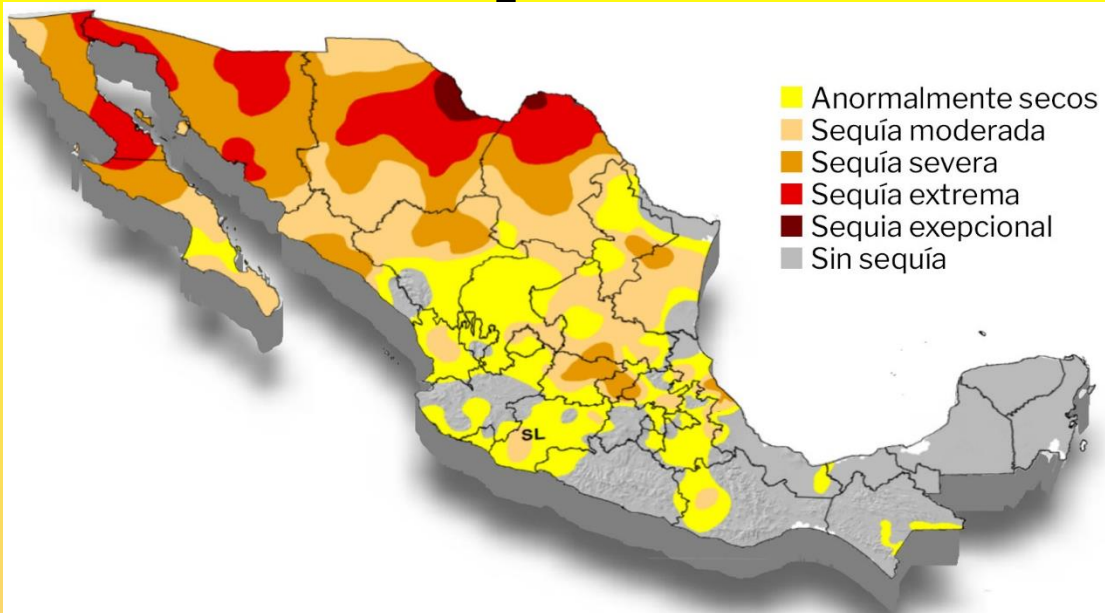 Anormalmente secos
Sequía moderada
Sequía severa
Sequía extrema
Sequia exepcional
Sin sequía
SL